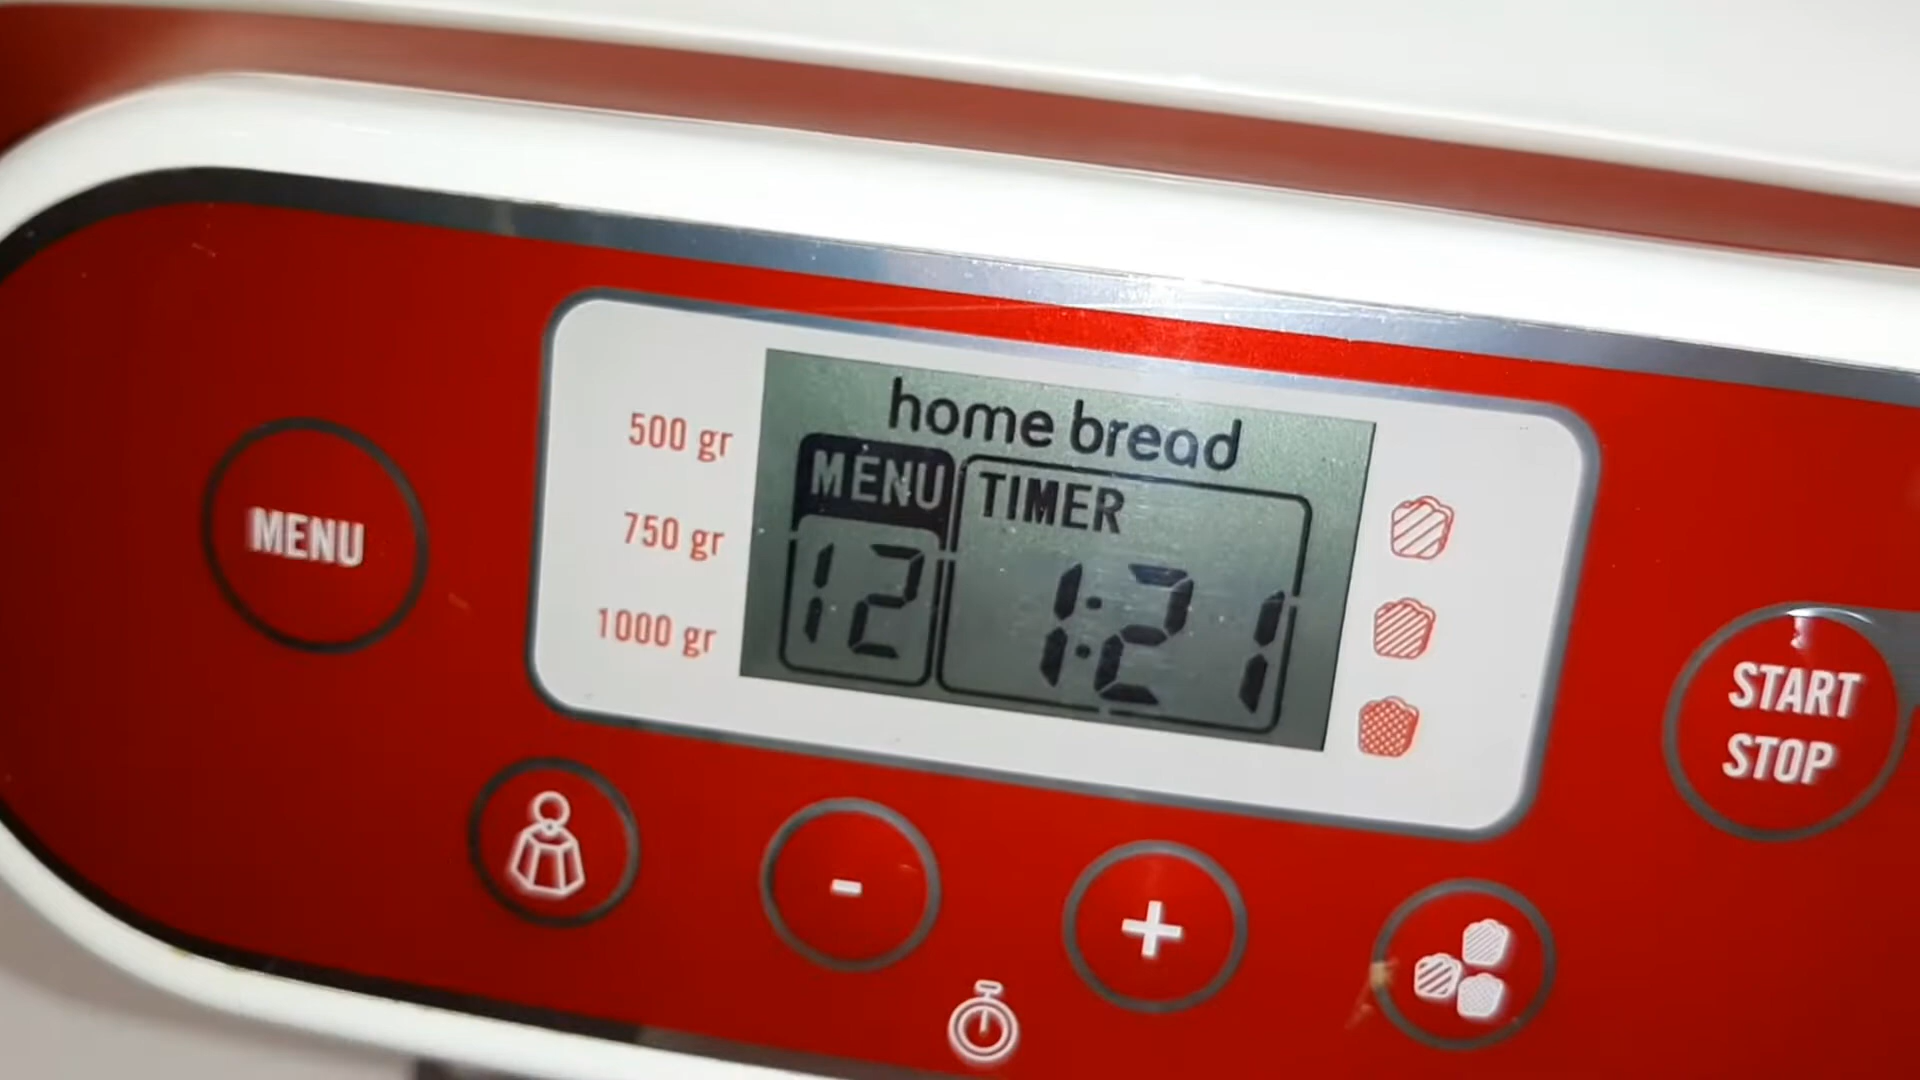 home bread
500 gr
MENU TIMER
750 gr
12 1:21
1000 gr
MENU
START
STOP
- +